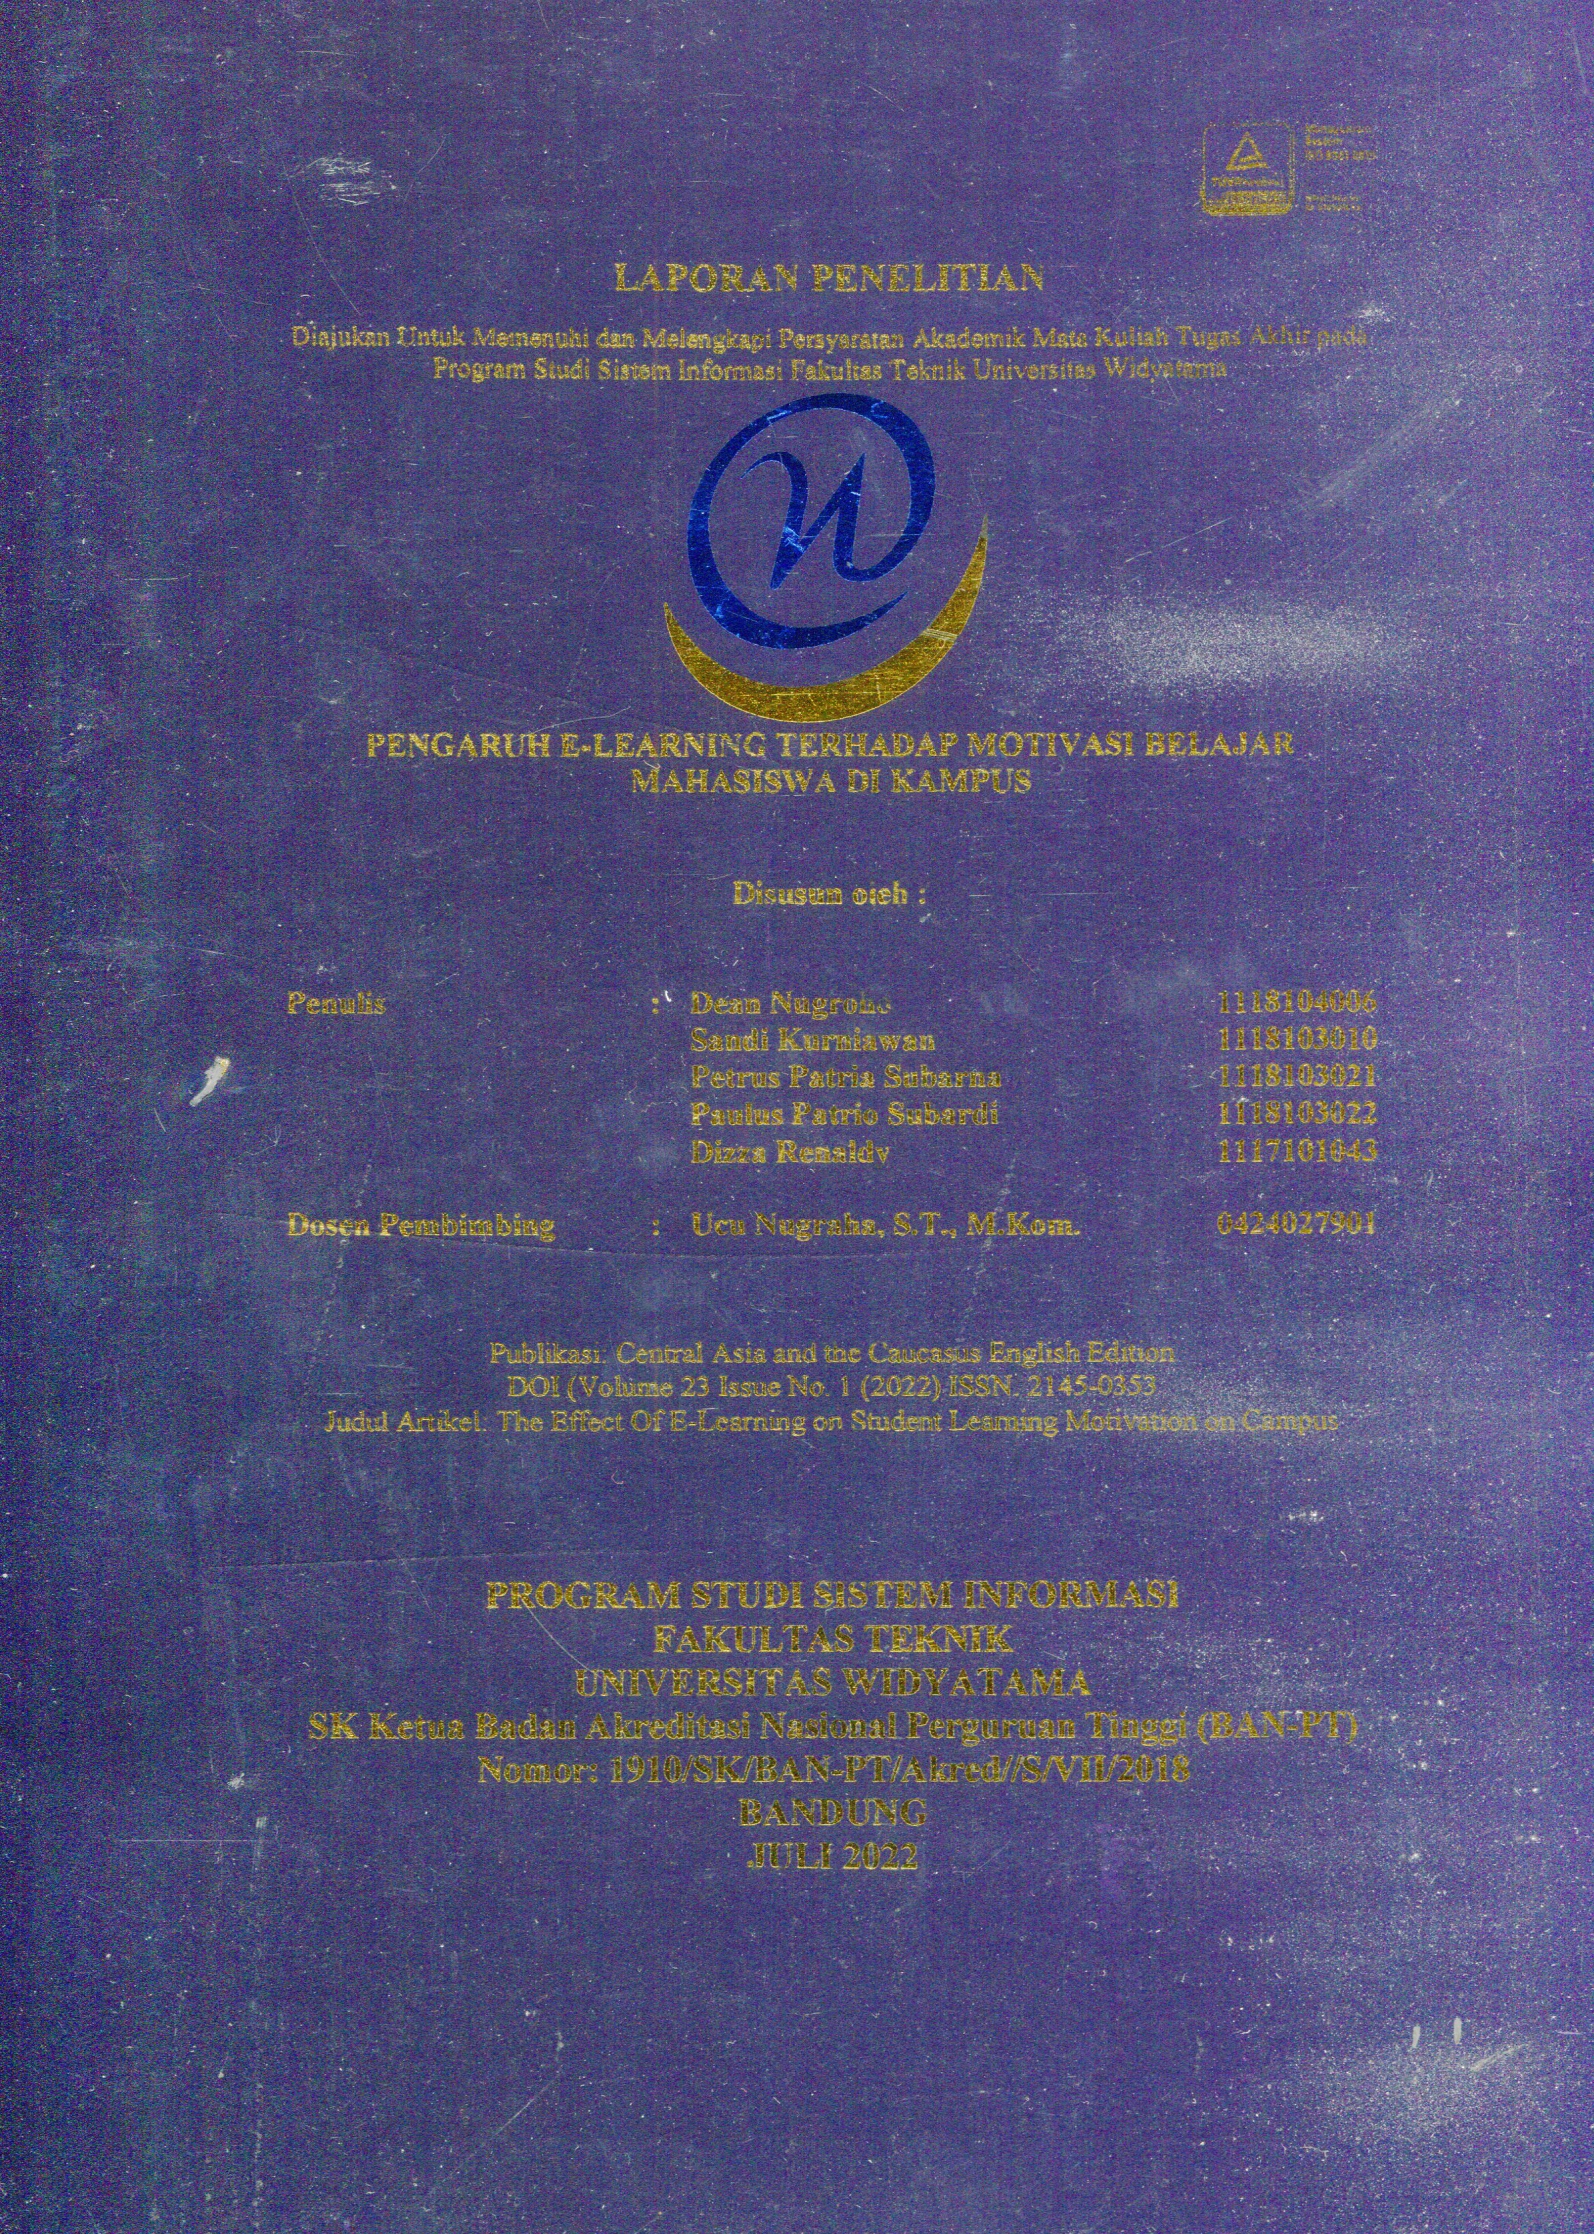 Management
System
ISO 9001:2015
LAPORAN PENELITIAN
Diajukan Untuk Memenuhi dan Melengkapi Persyaratan Akademik Mata Kuliah Tugas Akhir pada
Program Studi Sistem Informasi Fakultas Teknik Universitas Widyatama
PENGARUH E-LEARNING TERHADAP MOTIVASI BELAJAR
MAHASISWA DI KAMPUS
Disusun oleh :
Penulis : Dean Nugroho 1118104006
Sandi Kurniawan 1118103010
Petrus Patria Subarna 1118103021
Paulus Patrio Subardi 1118103022
Dizza Renaldy 1117101043
Dosen Pembimbing : Ucu Nugraha, S.T., M.Kom. 0424027901
Publikasi: Central Asia and the Caucasus English Edition
DOI (Volume 23 Issue No. 1 (2022) ISSN. 2145-0353
Judul Artikel. The Effect Of E-Learning on Student Learning Motivation on Campus
PROGRAM STUDI SISTEM INFORMASI
FAKULTAS TEKNIK
UNIVERSITAS WIDYATAMA
SK Ketua Badan Akreditasi Nasional Perguruan Tinggi (BAN-PT)
Nomor: 1910/SK/BAN-PT/Akred//S/VII/2018
BANDUNG
JULI 2022